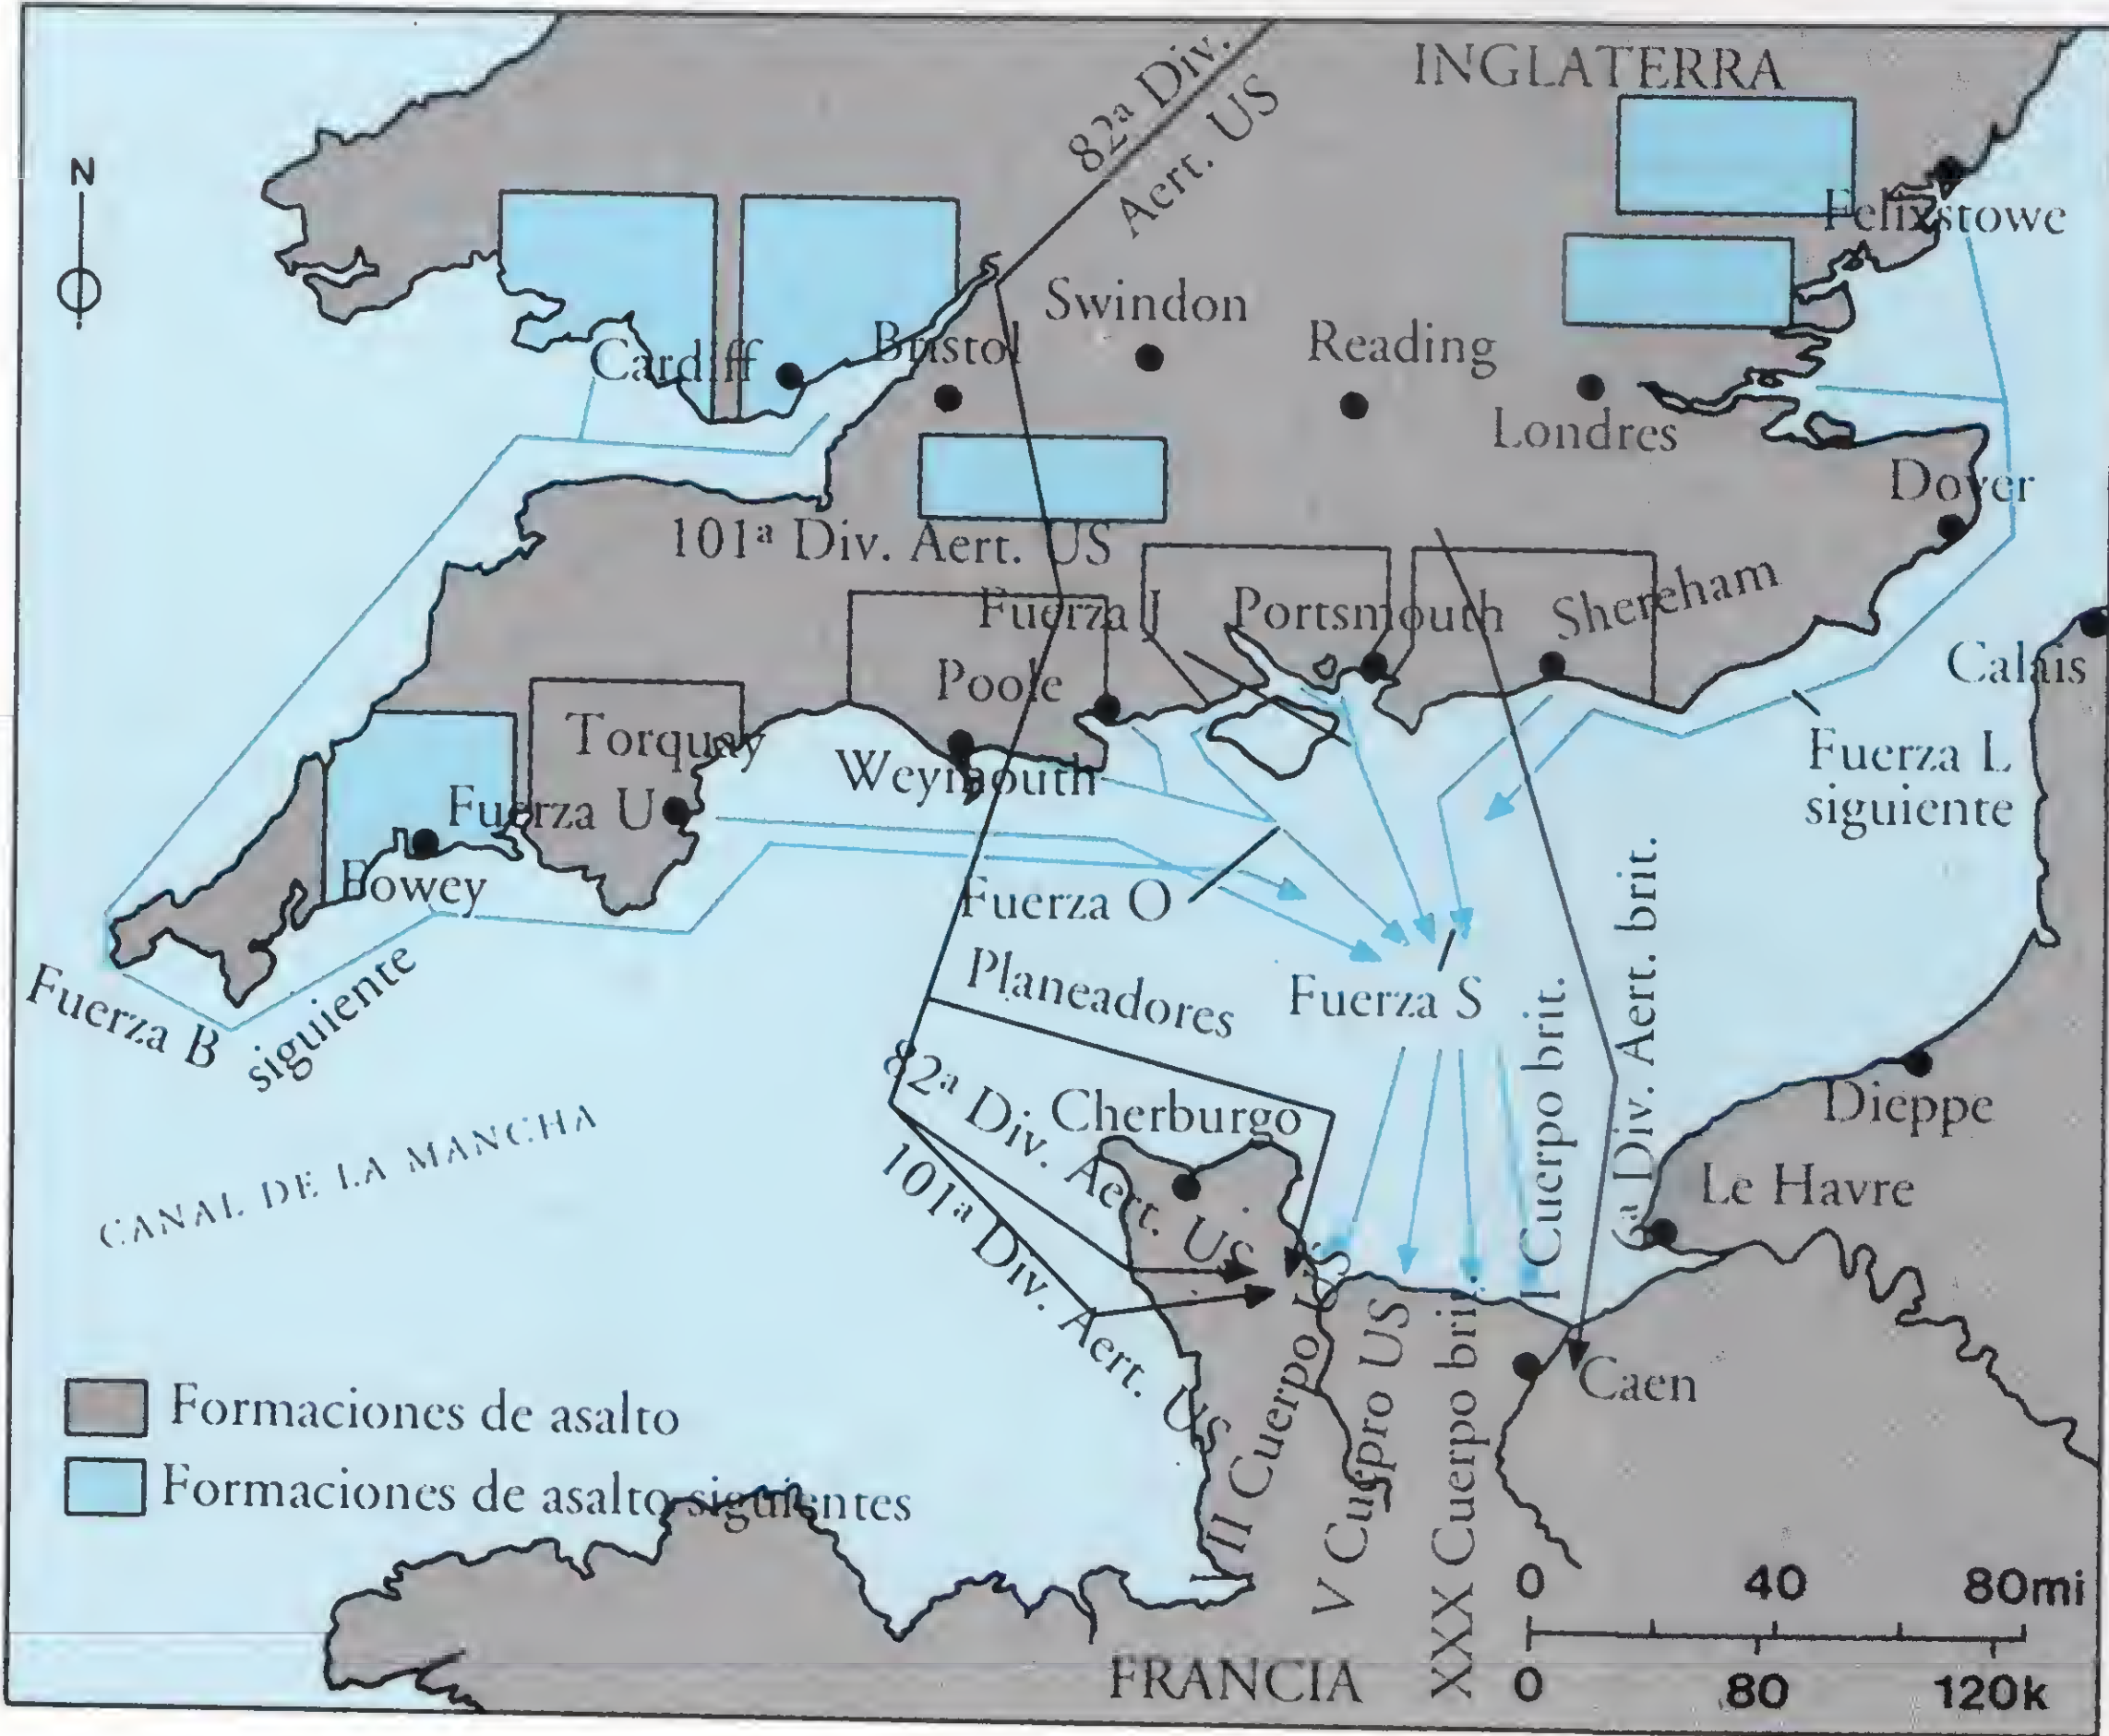 INGLATERRA
82a Div.
Aert. US
N
Felixstowe
Swindon
Cardiff
Bristol
Reading
Londres
Dover
101a Div. Aert. US
Fuerza J
Portsmouth
Shereham
Calais
Poole
Torquay
Weymouth
Fuerza L
siguiente
Fuerza U
Fowey
Fuerza O
Fuerza B
siguiente
Planeadores
Fuerza S
I Cuerpo brit.
6a Div. Aert. brit.
82a Div. Aert. US
Cherburgo
Dieppe
CANAL DE LA MANCHA
101a Div. Aert. US
Le Havre
Caen
VII Cuerpo US
V Cuerpro US
XXX Cuerpo brit.
Formaciones de asalto
Formaciones de asalto siguientes
0 40 80mi
0 80 120k
FRANCIA